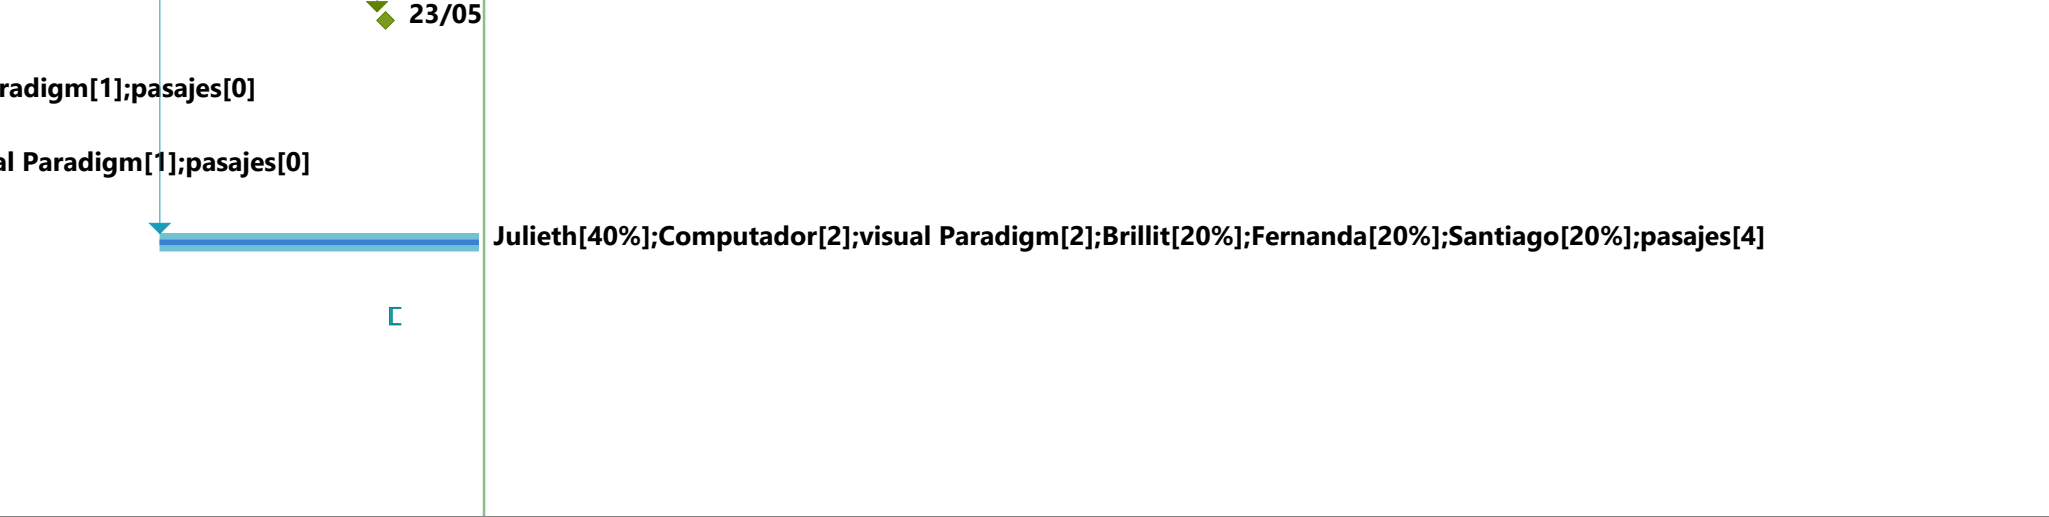 23/05
radigm[1];pasajes[0]
al Paradigm[1];pasajes[0]
Julieth[40%];Computador[2];visual Paradigm[2];Brillit[20%];Fernanda[20%];Santiago[20%];pasajes[4]